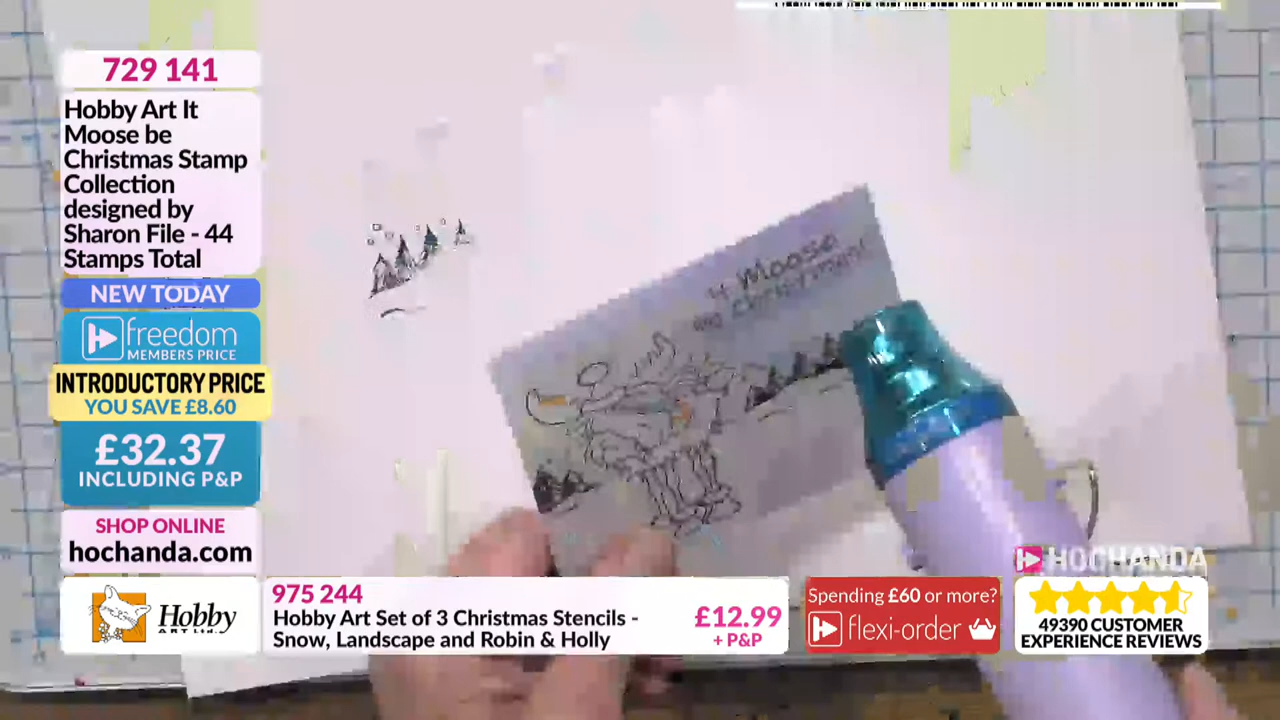 729 141
Hobby Art It
Moose be
Christmas Stamp
Collection
designed by
Sharon File - 44
Stamps Total
NEW TODAY
freedom
MEMBERS PRICE
INTRODUCTORY PRICE
YOU SAVE £8.60
£32.37
INCLUDING P&P
SHOP ONLINE
hochanda.com
Moose
be Christmas!
HOCHANDA
Hobby
ART Ltd.
975 244
Hobby Art Set of 3 Christmas Stencils -
Snow, Landscape and Robin & Holly
£12.99
+ P&P
Spending £60 or more?
flexi-order
49390 CUSTOMER
EXPERIENCE REVIEWS